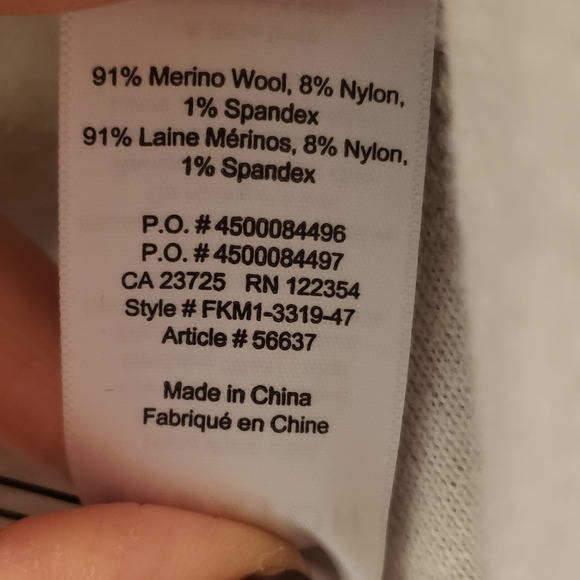 91% Merino Wool, 8% Nylon,
1% Spandex
91% Laine Mérinos, 8% Nylon,
1% Spandex
P.O. # 4500084496
P.O. # 4500084497
CA 23725 RN 122354
Style # FKM1-3319-47
Article # 56637
Made in China
Fabriqué en Chine